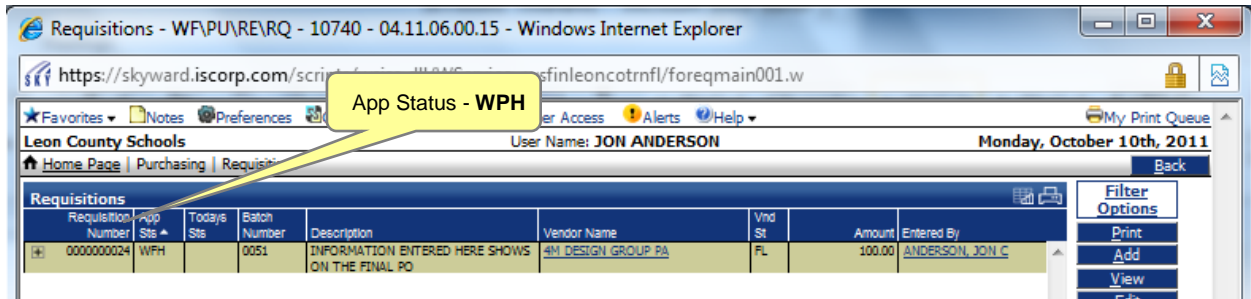 Requisitions - WF\PU\RE\RQ - 10740 - 04.11.06.00.15 - Windows Internet Explorer
https://skyward.iscorp.com/scripts sfinleoncotrnfl/foreqmain001.w
App Status - WPH
Favorites Notes Preferences er Access Alerts Help My Print Queue
Leon County Schools User Name: JON ANDERSON Monday, October 10th, 2011
Home Page | Purchasing | Requisiti Back
Requisitions Filter Options
Requisition Number App Sts Todays Sts Batch Number Description Vendor Name Vnd St Amount Entered By
0000000024 WFH 0051 INFORMATION ENTERED HERE SHOWS 4M DESIGN GROUP PA FL 100.00 ANDERSON, JON C
ON THE FINAL PO
Print
Add
View
Edit